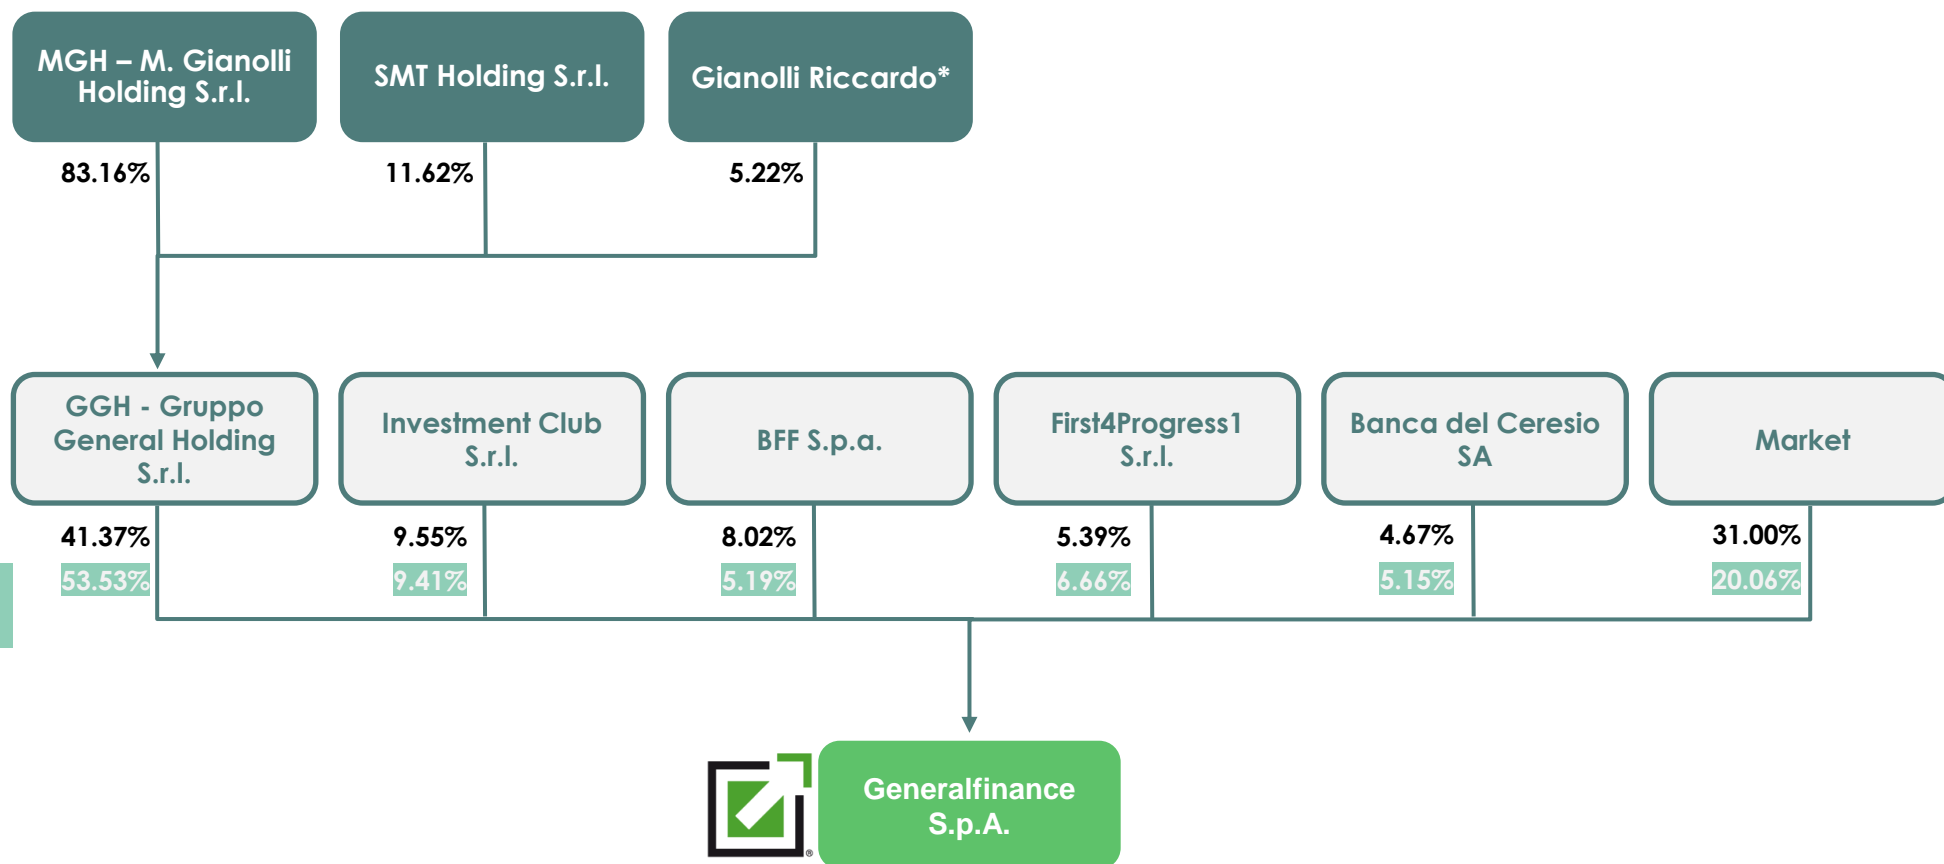 MGH – M. Gianolli
Holding S.r.l.
SMT Holding S.r.l.
Gianolli Riccardo*
83.16%
11.62%
5.22%
GGH - Gruppo
General Holding
S.r.l.
Investment Club
S.r.l.
BFF S.p.a.
First4Progress1
S.r.l.
Banca del Ceresio
SA
Market
41.37%
9.55%
8.02%
5.39%
4.67%
31.00%
53.53%
9.41%
5.19%
6.66%
5.15%
20.06%
®
Generalfinance
S.p.A.